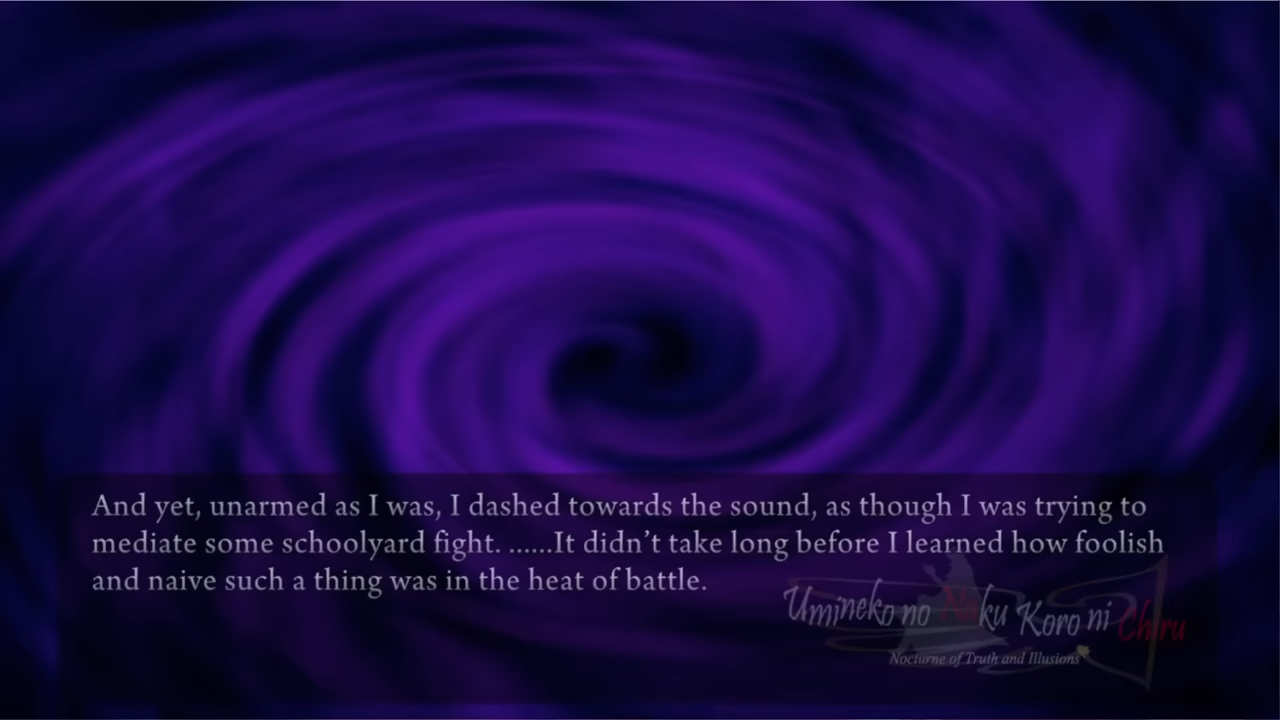 And yet, unarmed as I was, I dashed towards the sound, as though I was trying to
mediate some schoolyard fight. ......It didn't take long before I learned how foolish
and naive such a thing was in the heat of battle.
Umineko no Naku Koro ni Chiru
Nocturne of Truth and Illusions